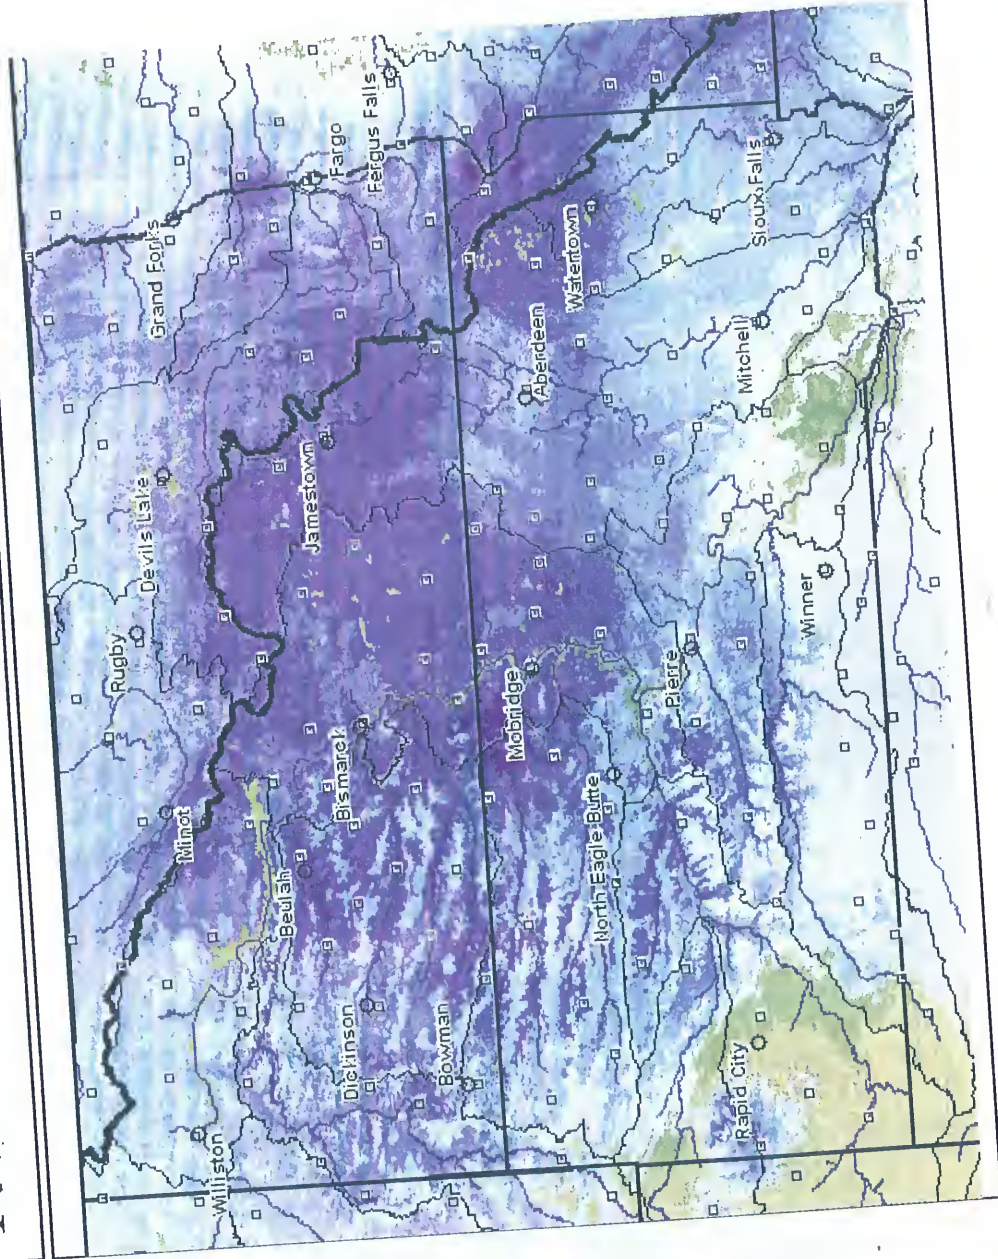 Rugby
Devils Lake
Grand Forks
Minot
Williston
Beulah
Jamestown
Fargo
Bismarck
Dickinson
Fergus Falls
Bowman
Mobridge
Aberdeen
Watertown
North Eagle Butte
Pierre
Rapid City
Mitchell
Sioux Falls
Winner